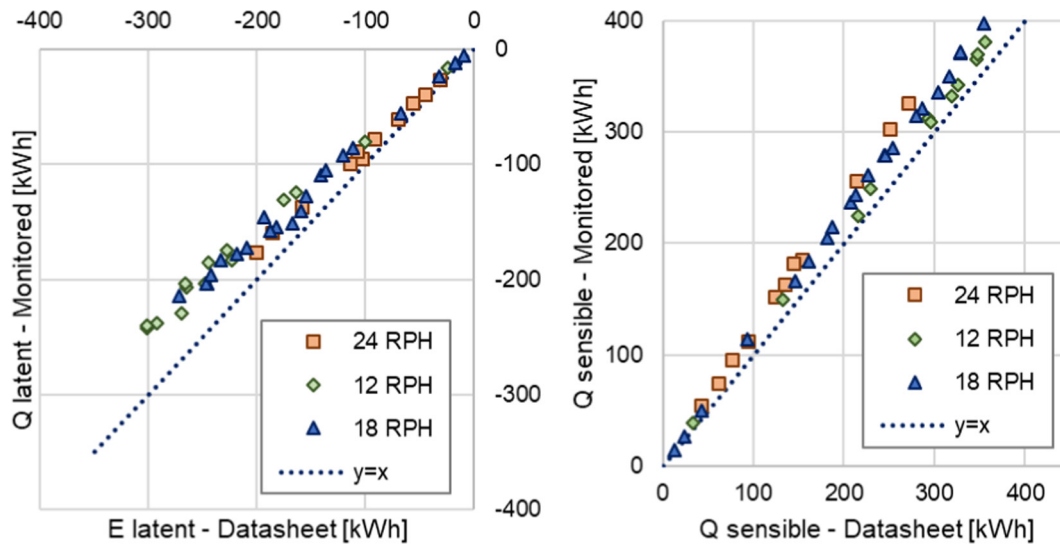 -400 -300 -200 -100 0
0
-100
-200
-300
-400
Q latent - Monitored [kWh]
24 RPH
12 RPH
18 RPH
y=x
E latent - Datasheet [kWh]
400
300
200
100
0
Q sensible - Monitored [kWh]
24 RPH
12 RPH
18 RPH
y=x
0 100 200 300 400
Q sensible - Datasheet [kWh]